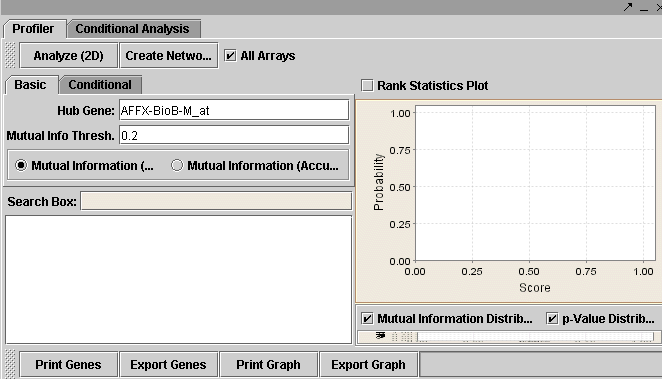 Profiler Conditional Analysis
Analyze (2D) Create Netwo... All Arrays
Basic Conditional
Hub Gene: AFFX-BioB-M_at
Mutual Info Thresh. 0.2
Mutual Information (... Mutual Information (Accu...
Search Box:
Rank Statistics Plot
1.00
0.75
0.50
0.25
0.00
Probability
0.00 0.25 0.50 0.75 1.00
Score
Mutual Information Distrib... p-Value Distrib...
Print Genes Export Genes Print Graph Export Graph